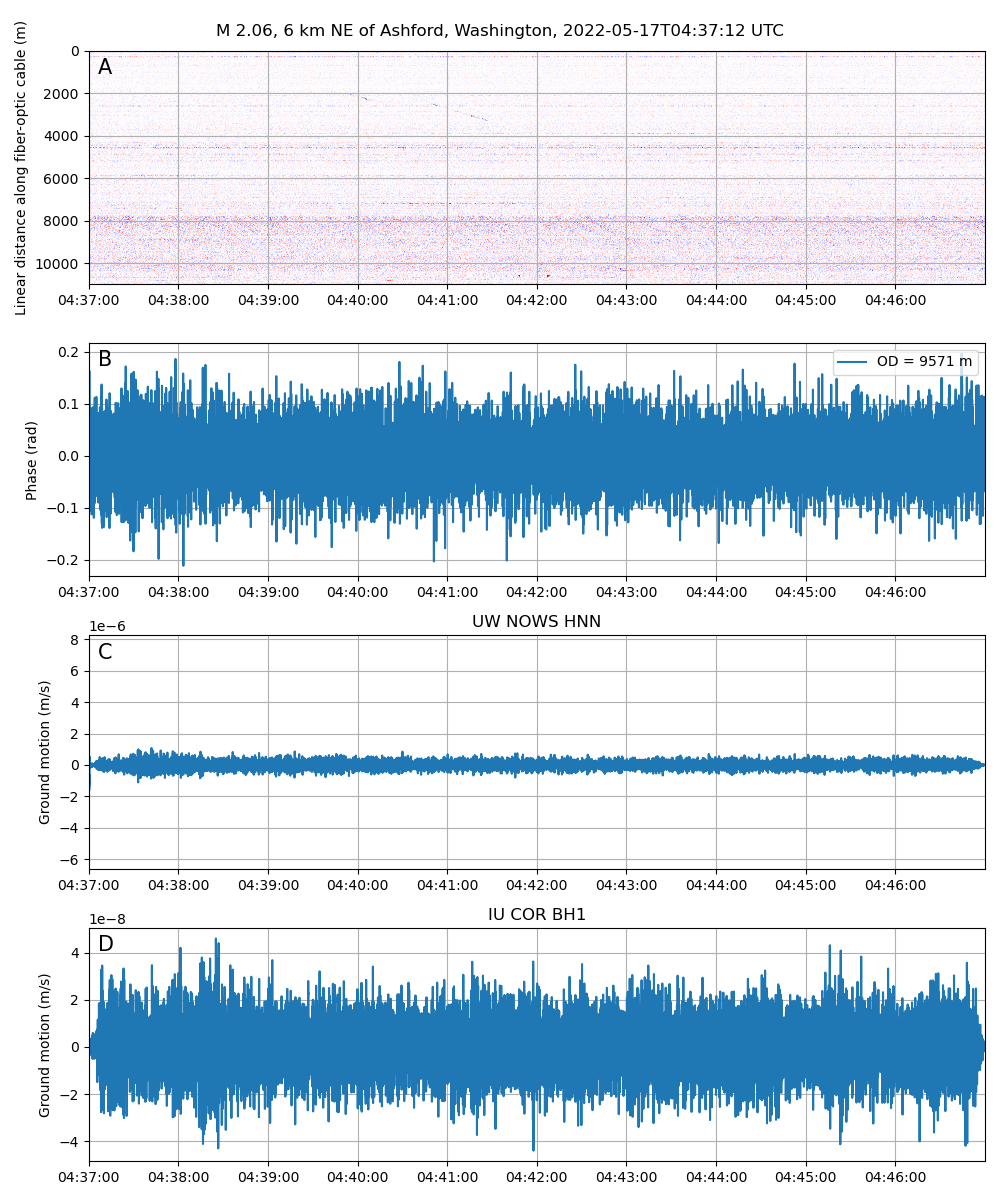 M 2.06, 6 km NE of Ashford, Washington, 2022-05-17T04:37:12 UTC
Linear distance along fiber-optic cable (m)
A
0
2000
4000
6000
8000
10000
04:37:00 04:38:00 04:39:00 04:40:00 04:41:00 04:42:00 04:43:00 04:44:00 04:45:00 04:46:00
Phase (rad)
B
OD = 9571 m
0.2
0.1
0.0
−0.1
−0.2
04:37:00 04:38:00 04:39:00 04:40:00 04:41:00 04:42:00 04:43:00 04:44:00 04:45:00 04:46:00
UW NOWS HNN
1e−6
Ground motion (m/s)
C
8
6
4
2
0
−2
−4
−6
04:37:00 04:38:00 04:39:00 04:40:00 04:41:00 04:42:00 04:43:00 04:44:00 04:45:00 04:46:00
IU COR BH1
1e−8
Ground motion (m/s)
D
4
2
0
−2
−4
04:37:00 04:38:00 04:39:00 04:40:00 04:41:00 04:42:00 04:43:00 04:44:00 04:45:00 04:46:00